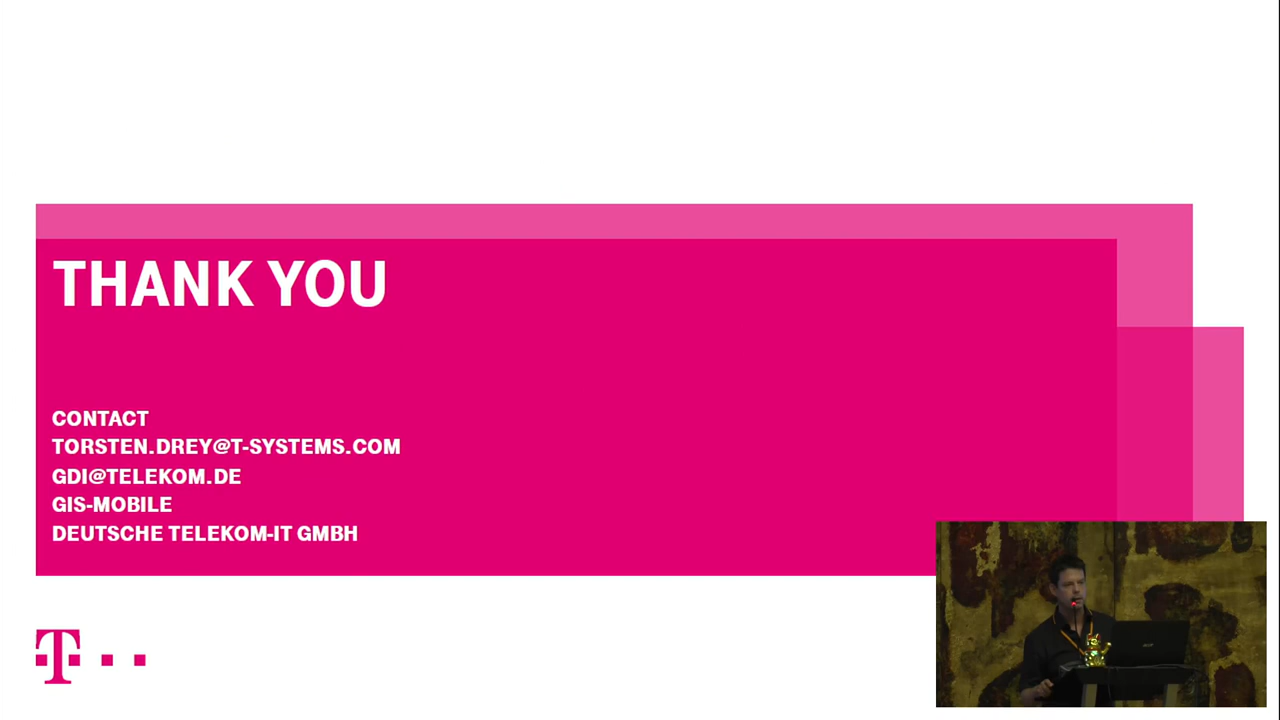 THANK YOU
CONTACT
TORSTEN.DREY@T-SYSTEMS.COM
GDI@TELEKOM.DE
GIS-MOBILE
DEUTSCHE TELEKOM-IT GMBH
T